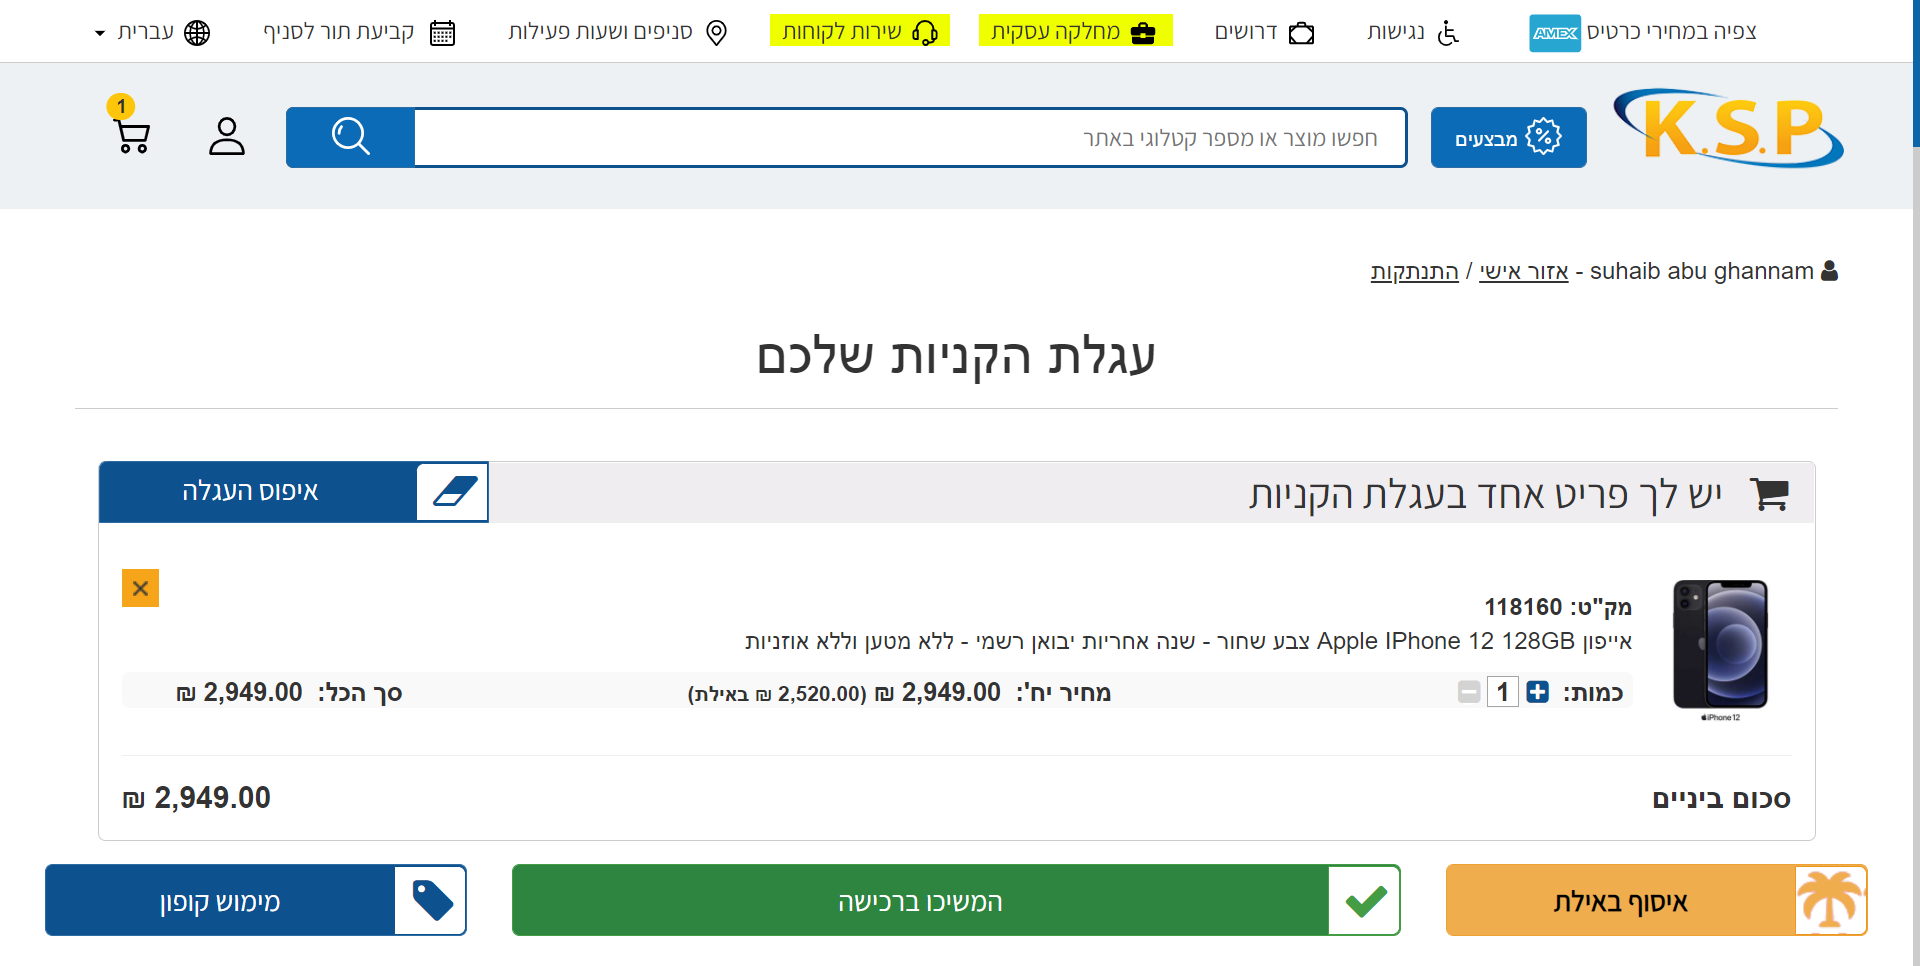 צפיה במחירי כרטיס AMEX
נגישות
דרושים
מחלקה עסקית
שירות לקוחות
סניפים ושעות פעילות
קביעת תור לסניף
עברית
K.S.P
מבצעים
חפשו מוצר או מספר קטלוגי באתר
1
suhaib abu ghannam - אזור אישי / התנתקות
עגלת הקניות שלכם
יש לך פריט אחד בעגלת הקניות
איפוס העגלה
מק"ט: 118160
אייפון Apple IPhone 12 128GB צבע שחור - שנה אחריות יבואן רשמי - ללא מטען וללא אוזניות
כמות: 1 מחיר יח': 2,949.00 ₪ (2,520.00 ₪ באילת) סך הכל: 2,949.00 ₪
iPhone 12
סכום ביניים 2,949.00 ₪
איסוף באילת
המשיכו ברכישה
מימוש קופון